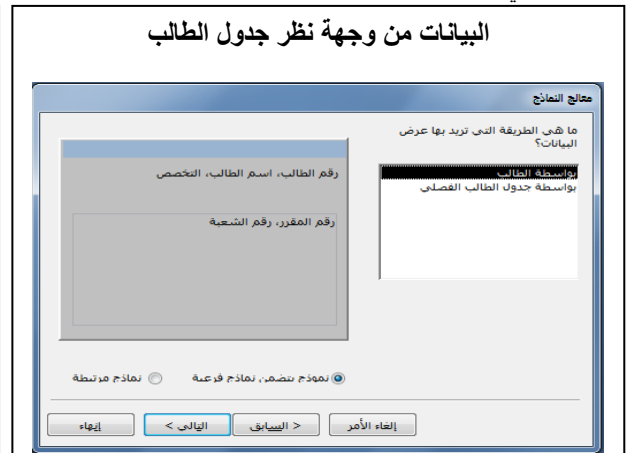 البيانات من وجهة نظر جدول الطالب
معالج النماذج
ما هي الطريقة التي تريد بها عرض
البيانات؟
بواسطة الطالب
بواسطة جدول الطالب الفصلي
رقم الطالب، اسم الطالب، التخصص
رقم المقرر، رقم الشعبة
نموذج يتضمن نماذج فرعية
نماذج مرتبطة
إلغاء الأمر
< السابق
التالي >
إنهاء